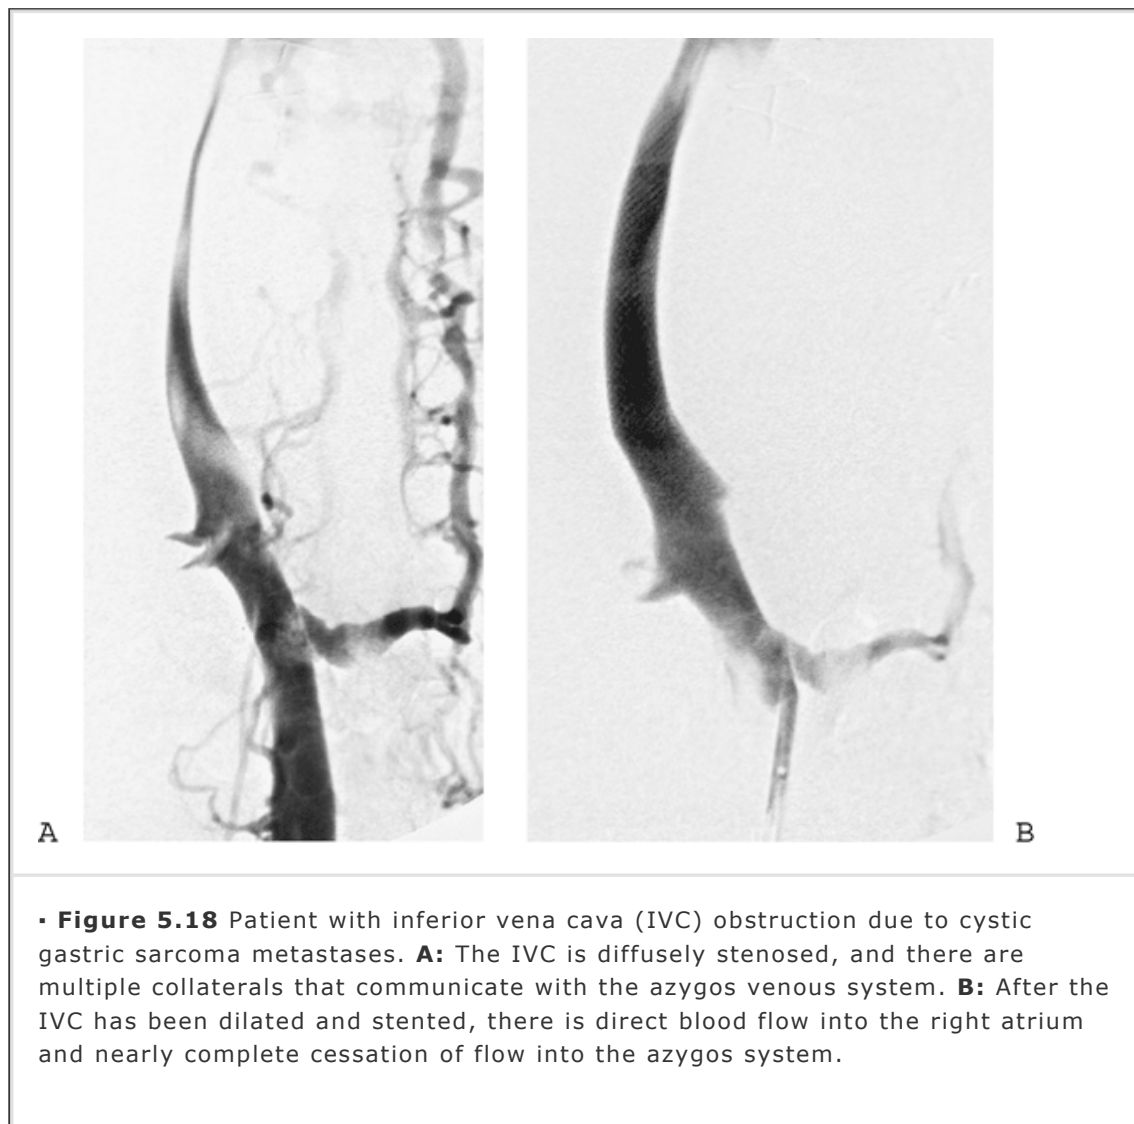 A
B
▪ Figure 5.18 Patient with inferior vena cava (IVC) obstruction due to cystic
gastric sarcoma metastases. A: The IVC is diffusely stenosed, and there are
multiple collaterals that communicate with the azygos venous system. B: After the
IVC has been dilated and stented, there is direct blood flow into the right atrium
and nearly complete cessation of flow into the azygos system.